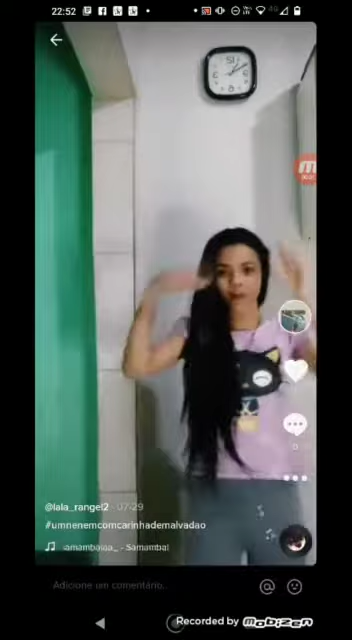 22:52
@lala_rangel2 · 07-29
#umnenemcomcarinhademalvadao
Samambai
Adicione um comentário...
Recorded by Mobizen